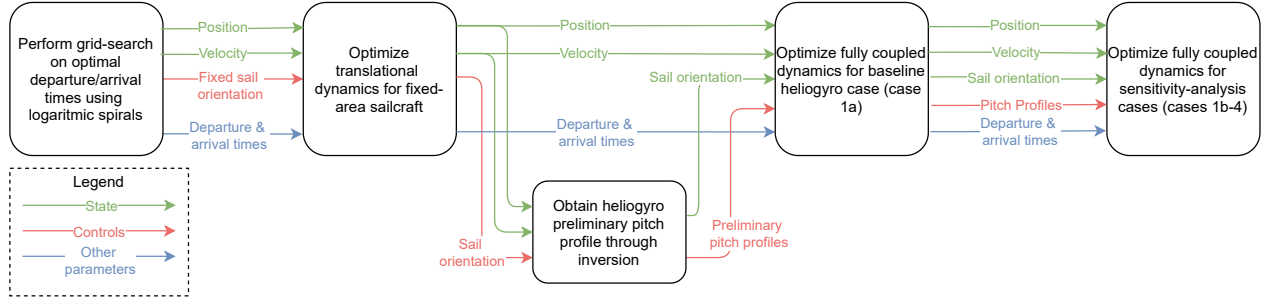 Perform grid-search
on optimal
departure/arrival
times using
logaritmic spirals
Position
Velocity
Fixed sail
orientation
Departure &
arrival times
Optimize
translational
dynamics for fixed-
area sailcraft
Position
Velocity
Sail orientation
Departure &
arrival times
Sail
orientation
Obtain heliogyro
preliminary pitch
profile through
inversion
Preliminary
pitch profiles
Optimize fully coupled
dynamics for baseline
heliogyro case (case
1a)
Position
Velocity
Sail orientation
Pitch Profiles
Departure &
arrival times
Optimize fully coupled
dynamics for
sensitivity-analysis
cases (cases 1b-4)
Legend
State
Controls
Other
parameters